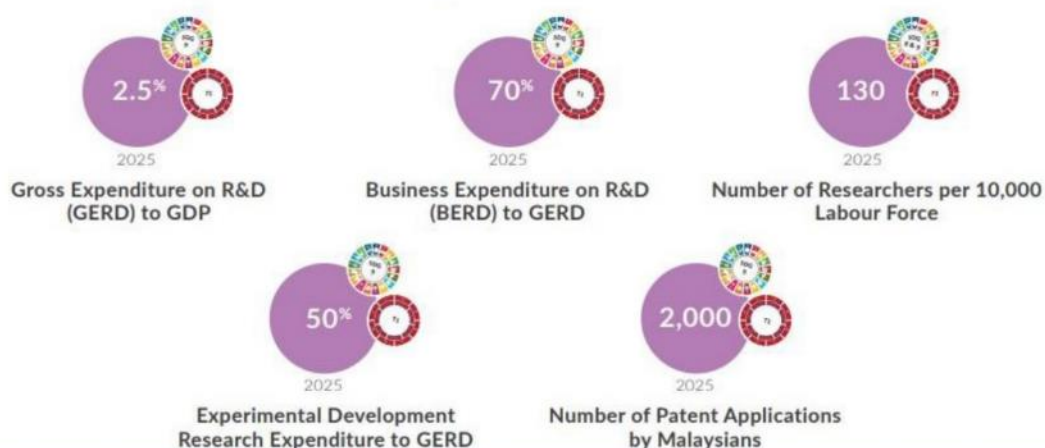 2.5%
2025
Gross Expenditure on R&D
(GERD) to GDP
70%
2025
Business Expenditure on R&D
(BERD) to GERD
130
2025
Number of Researchers per 10,000
Labour Force
50%
2025
Experimental Development
Research Expenditure to GERD
2,000
2025
Number of Patent Applications
by Malaysians